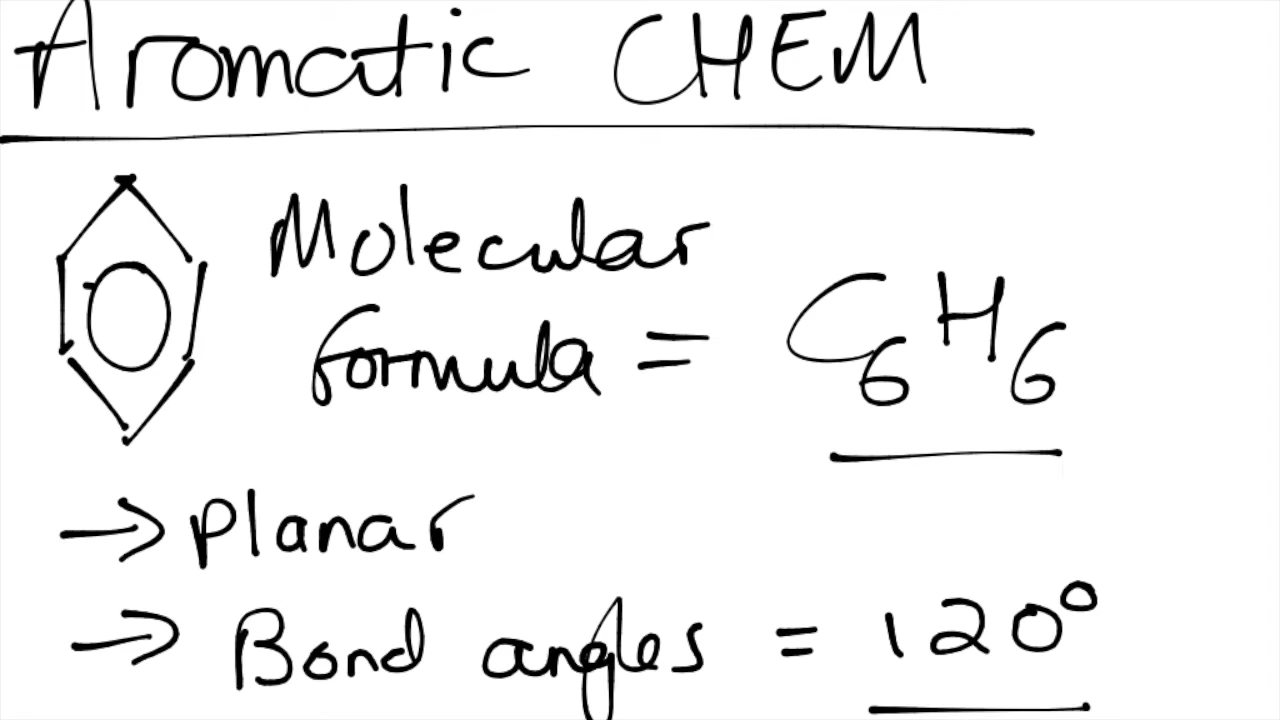 Aromatic CHEM
Molecular
formula = C₆H₆
→ Planar
→ Bond angles = 120°